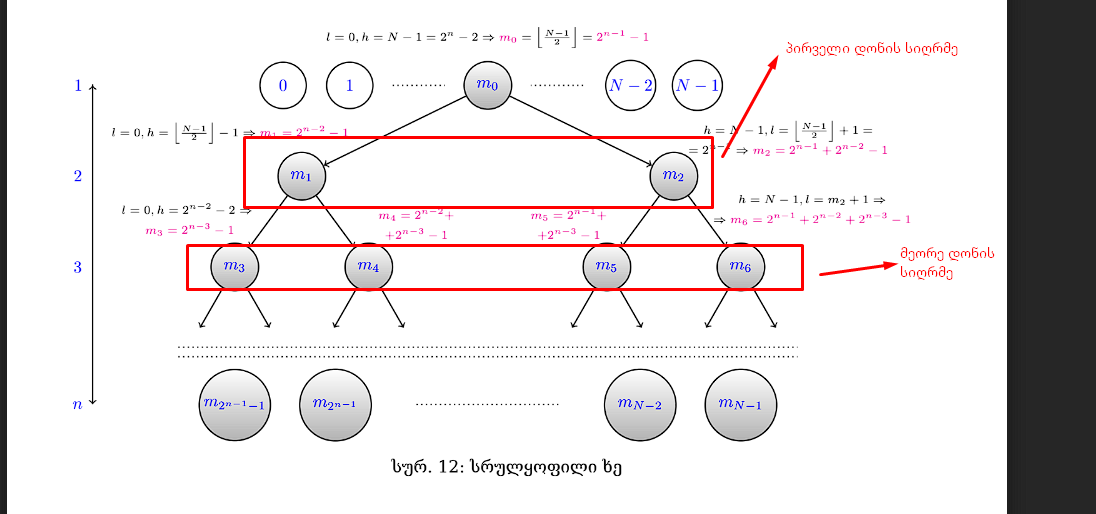 l = 0, h = N − 1 = 2ⁿ − 2 ⇒ m₀ = ⌊(N−1)/2⌋ = 2ⁿ⁻¹ − 1
პირველი დონის სიღრმე
1 0 1 ........... m₀ ........... N − 2 N − 1
l = 0, h = ⌊(N−1)/2⌋ − 1 ⇒ m₁ = 2ⁿ⁻² − 1
h = N − 1, l = ⌊(N−1)/2⌋ + 1 =
⇒ m₂ = 2ⁿ⁻¹ + 2ⁿ⁻² − 1
2 m₁ m₂
l = 0, h = 2ⁿ⁻² − 2 ⇒
m₃ = 2ⁿ⁻³ − 1
m₄ = 2ⁿ⁻²+
+2ⁿ⁻³ − 1
m₅ = 2ⁿ⁻¹+
+2ⁿ⁻³ − 1
h = N − 1, l = m₂ + 1 ⇒
⇒ m₆ = 2ⁿ⁻¹ + 2ⁿ⁻² + 2ⁿ⁻³ − 1
3 m₃ m₄ m₅ m₆
მეორე დონის
სიღრმე
n m_{2ⁿ⁻¹−1} m_{2ⁿ⁻¹} ........... m_{N−2} m_{N−1}
სურ. 12: სრულყოფილი ხე